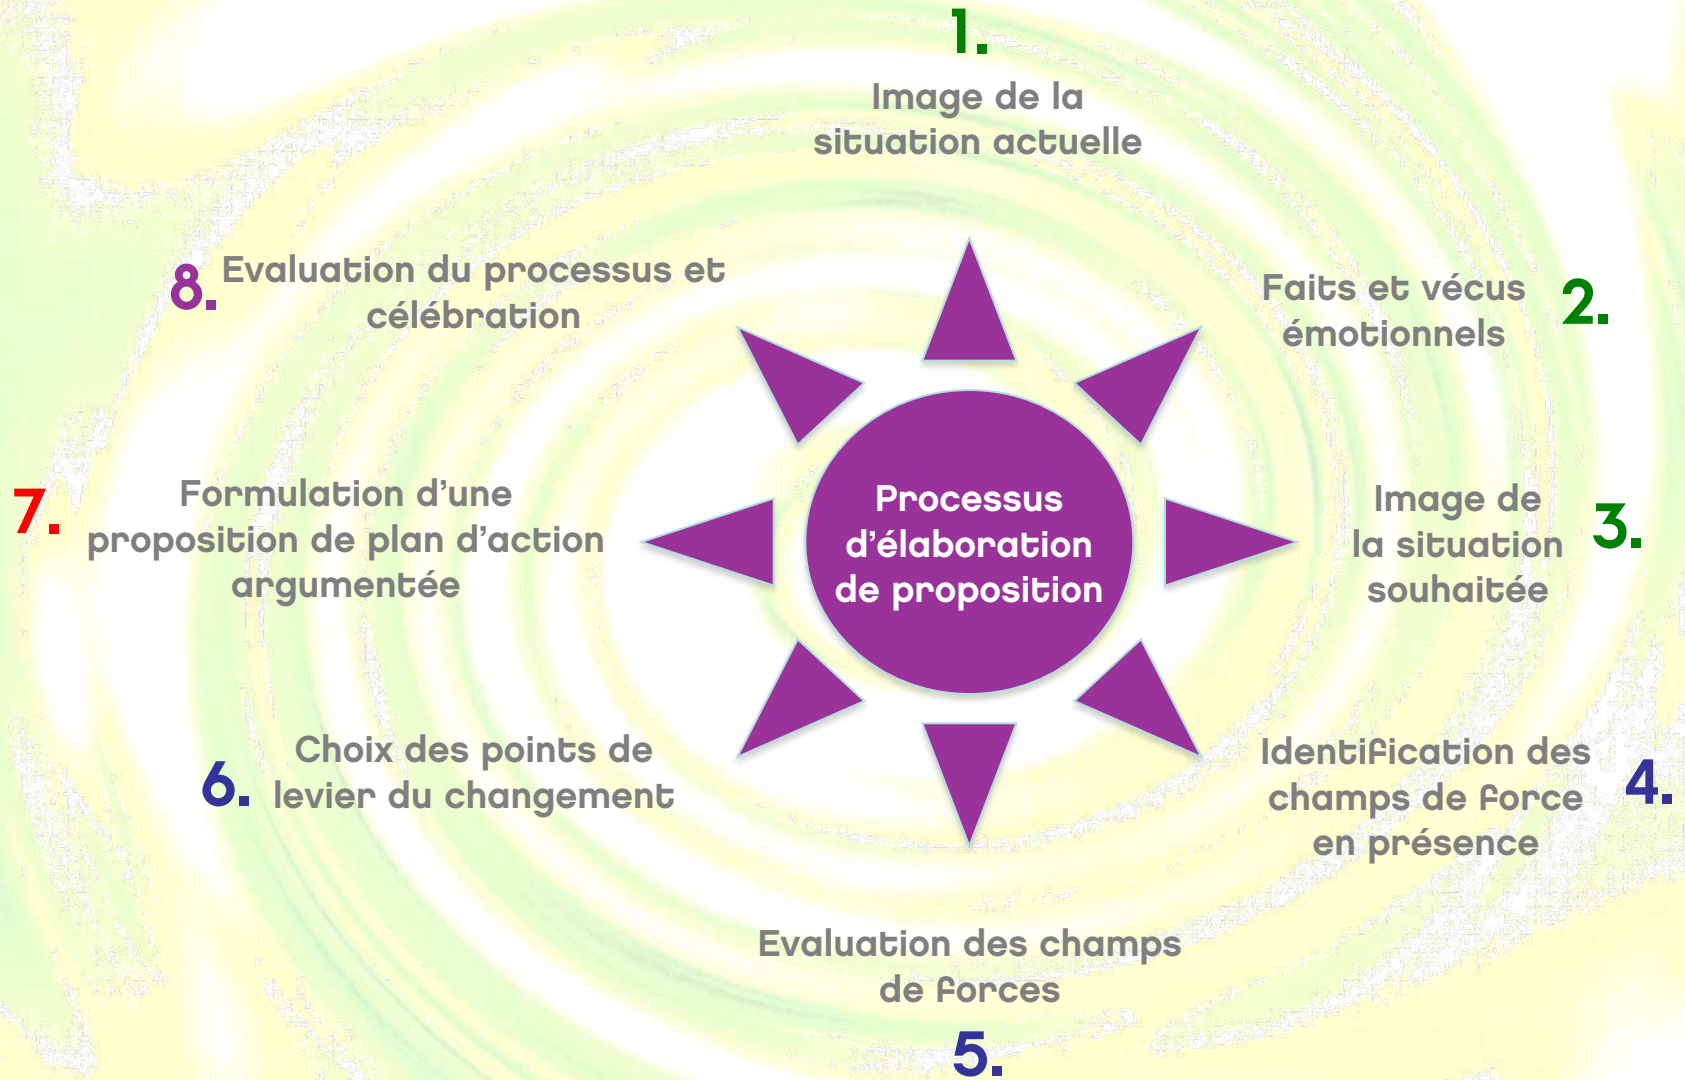 1.
Image de la
situation actuelle
Faits et vécus
émotionnels
2.
Image de
la situation
souhaitée
3.
Identification des
champs de force
en présence
4.
Evaluation des champs
de forces
5.
6.
Choix des points de
levier du changement
7.
Formulation d’une
proposition de plan d’action
argumentée
8.
Evaluation du processus et
célébration
Processus
d’élaboration
de proposition